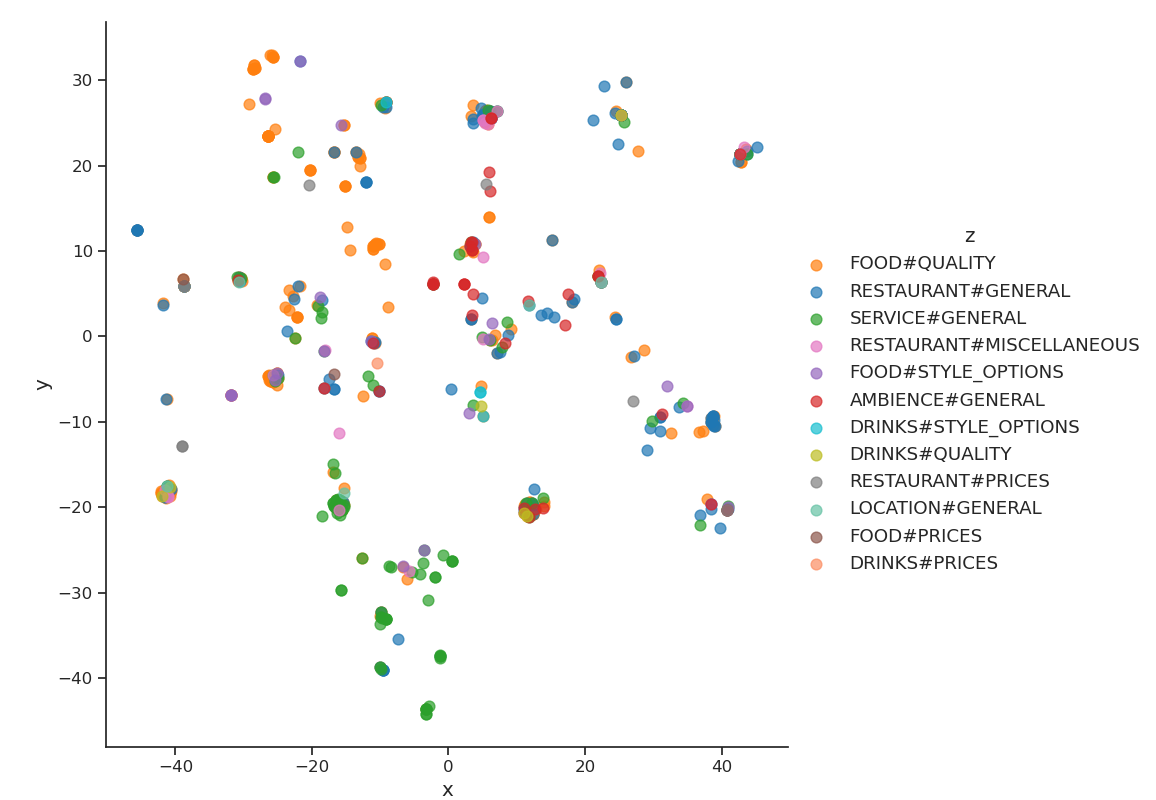 30
20
10
0
−10
−20
−30
−40
y
−40
−20
0
20
40
x
z
FOOD#QUALITY
RESTAURANT#GENERAL
SERVICE#GENERAL
RESTAURANT#MISCELLANEOUS
FOOD#STYLE_OPTIONS
AMBIENCE#GENERAL
DRINKS#STYLE_OPTIONS
DRINKS#QUALITY
RESTAURANT#PRICES
LOCATION#GENERAL
FOOD#PRICES
DRINKS#PRICES